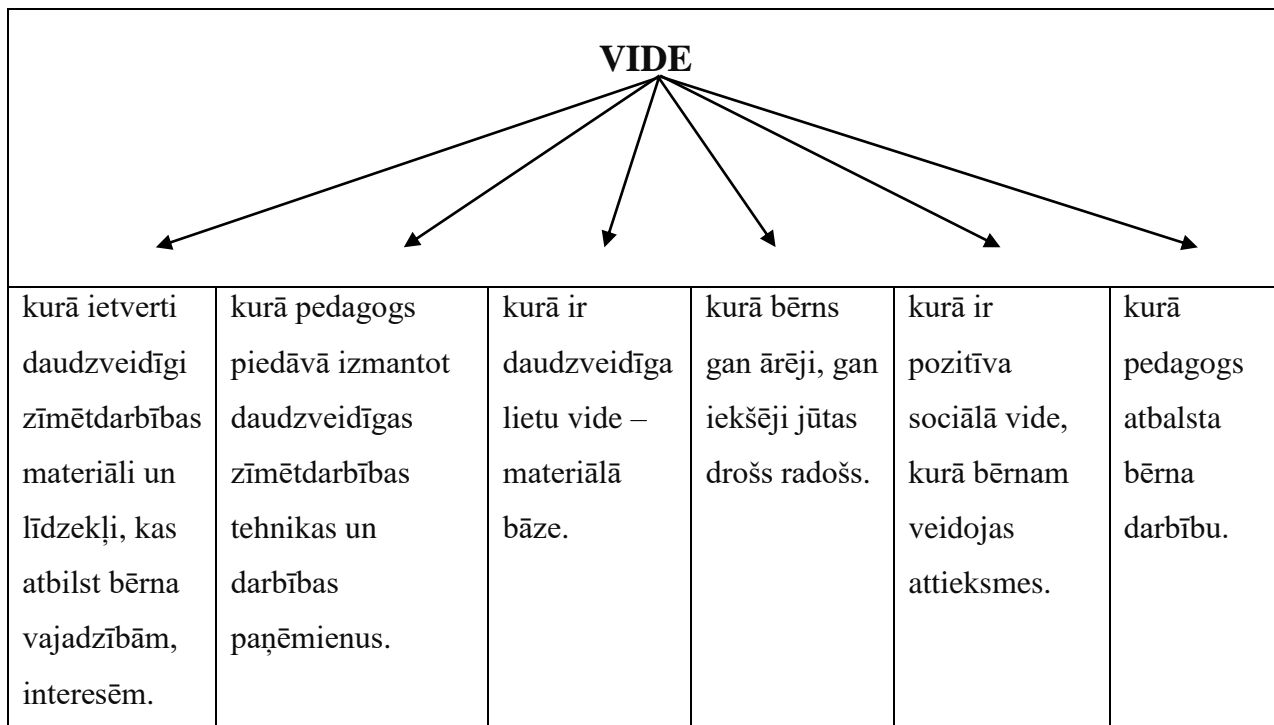 VIDE
kurā ietverti
daudzveidīgi
zīmētdarbības
materiāli un
līdzekļi, kas
atbilst bērna
vajadzībām,
interesēm.
kurā pedagogs
piedāvā izmantot
daudzveidīgas
zīmētdarbības
tehnikas un
darbības
paņēmienus.
kurā ir
daudzveidīga
lietu vide –
materiālā
bāze.
kurā bērns
gan ārēji, gan
iekšēji jūtas
drošs radošs.
kurā ir
pozitīva
sociālā vide,
kurā bērnam
veidojas
attieksmes.
kurā
pedagogs
atbalsta
bērna
darbību.